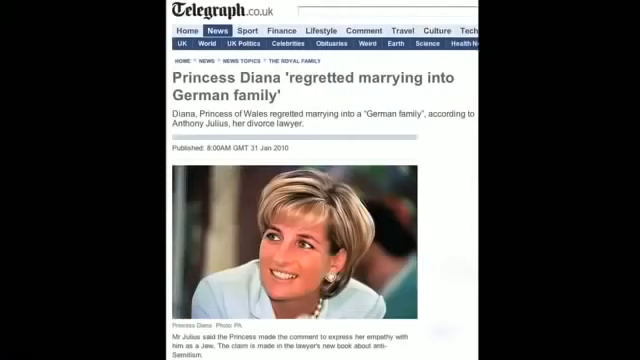 Telegraph.co.uk
Home News Sport Finance Lifestyle Comment Travel Culture Tech
UK World UK Politics Celebrities Obituaries Weird Earth Science Health N
HOME > NEWS > NEWS TOPICS > THE ROYAL FAMILY
Princess Diana 'regretted marrying into
German family'
Diana, Princess of Wales regretted marrying into a "German family", according to
Anthony Julius, her divorce lawyer.
Published: 8:00AM GMT 31 Jan 2010
Princess Diana Photo: PA
Mr Julius said the Princess made the comment to express her empathy with
him as a Jew. The claim is made in the lawyer's new book about anti-
Semitism.